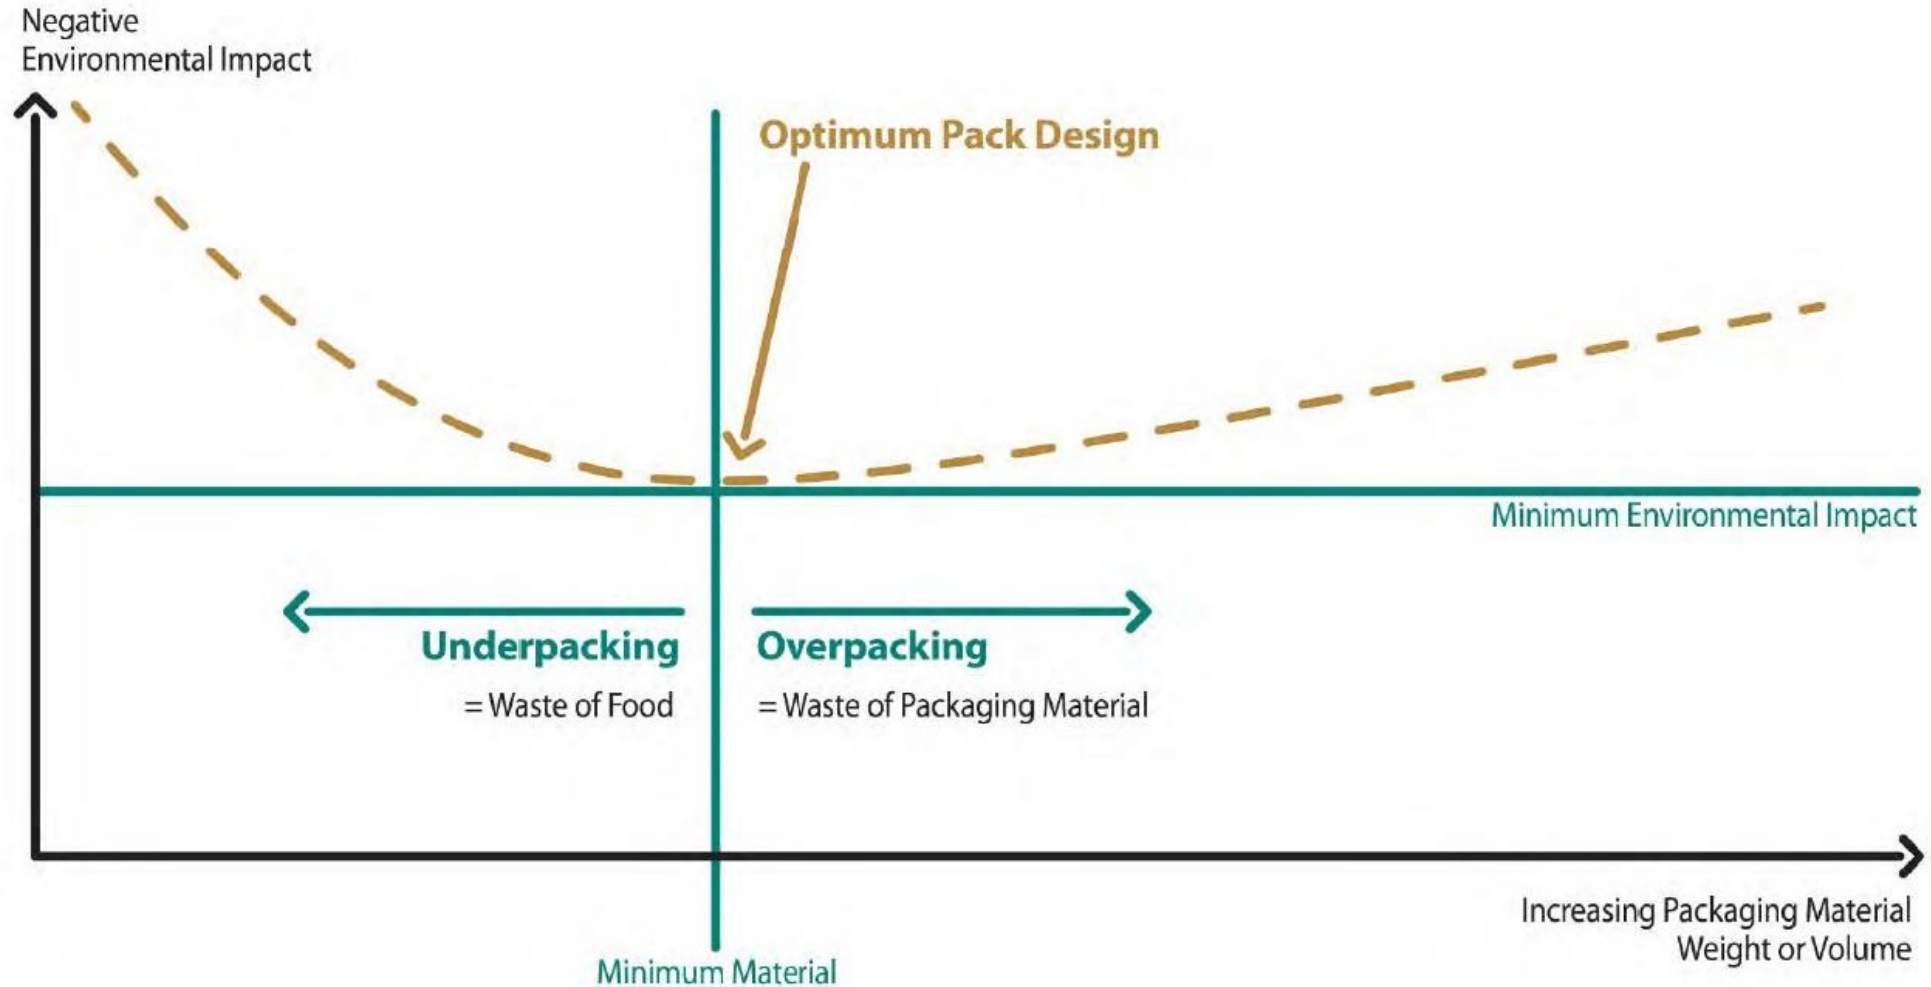 Negative
Environmental Impact
Optimum Pack Design
Minimum Environmental Impact
Underpacking
= Waste of Food
Overpacking
= Waste of Packaging Material
Increasing Packaging Material
Weight or Volume
Minimum Material